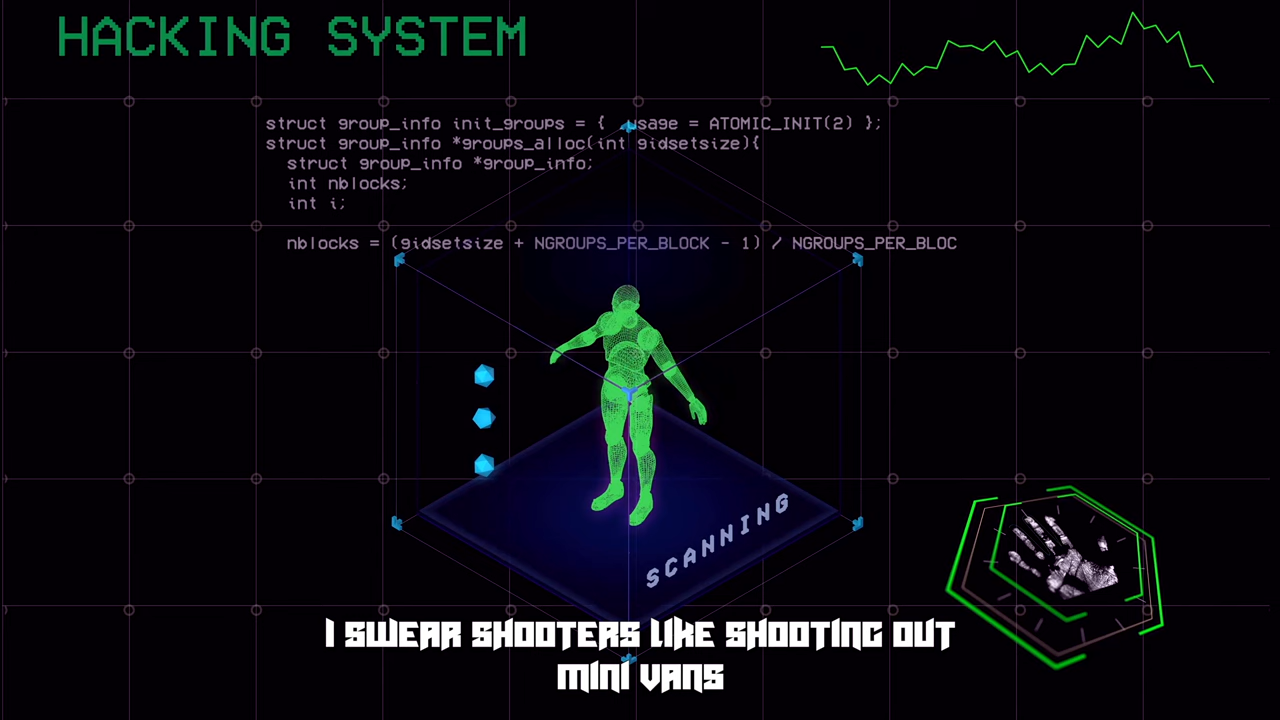 HACKING SYSTEM
struct group_info init_groups = { .usage = ATOMIC_INIT(2) };
struct group_info *groups_alloc(int gidsetsize){
struct group_info *group_info;
int nblocks;
int i;
nblocks = (gidsetsize + NGROUPS_PER_BLOCK - 1) / NGROUPS_PER_BLOC
SCANNING
I SWEAR SHOOTERS LIKE SHOOTING OUT
MINI VANS